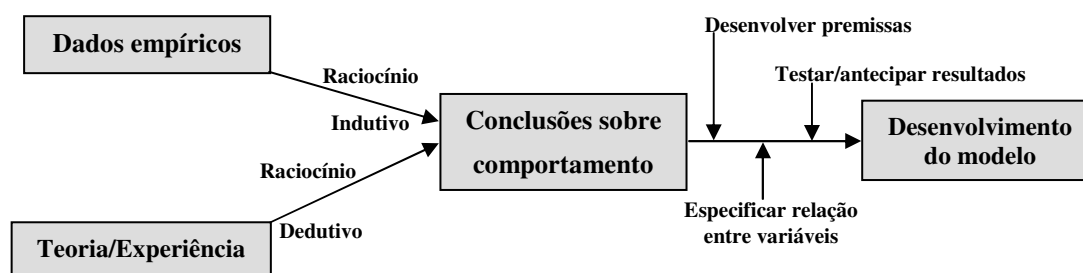 Dados empíricos
Raciocínio
Indutivo
Raciocínio
Dedutivo
Teoria/Experiência
Conclusões sobre
comportamento
Desenvolver premissas
Testar/antecipar resultados
Especificar relação
entre variáveis
Desenvolvimento
do modelo